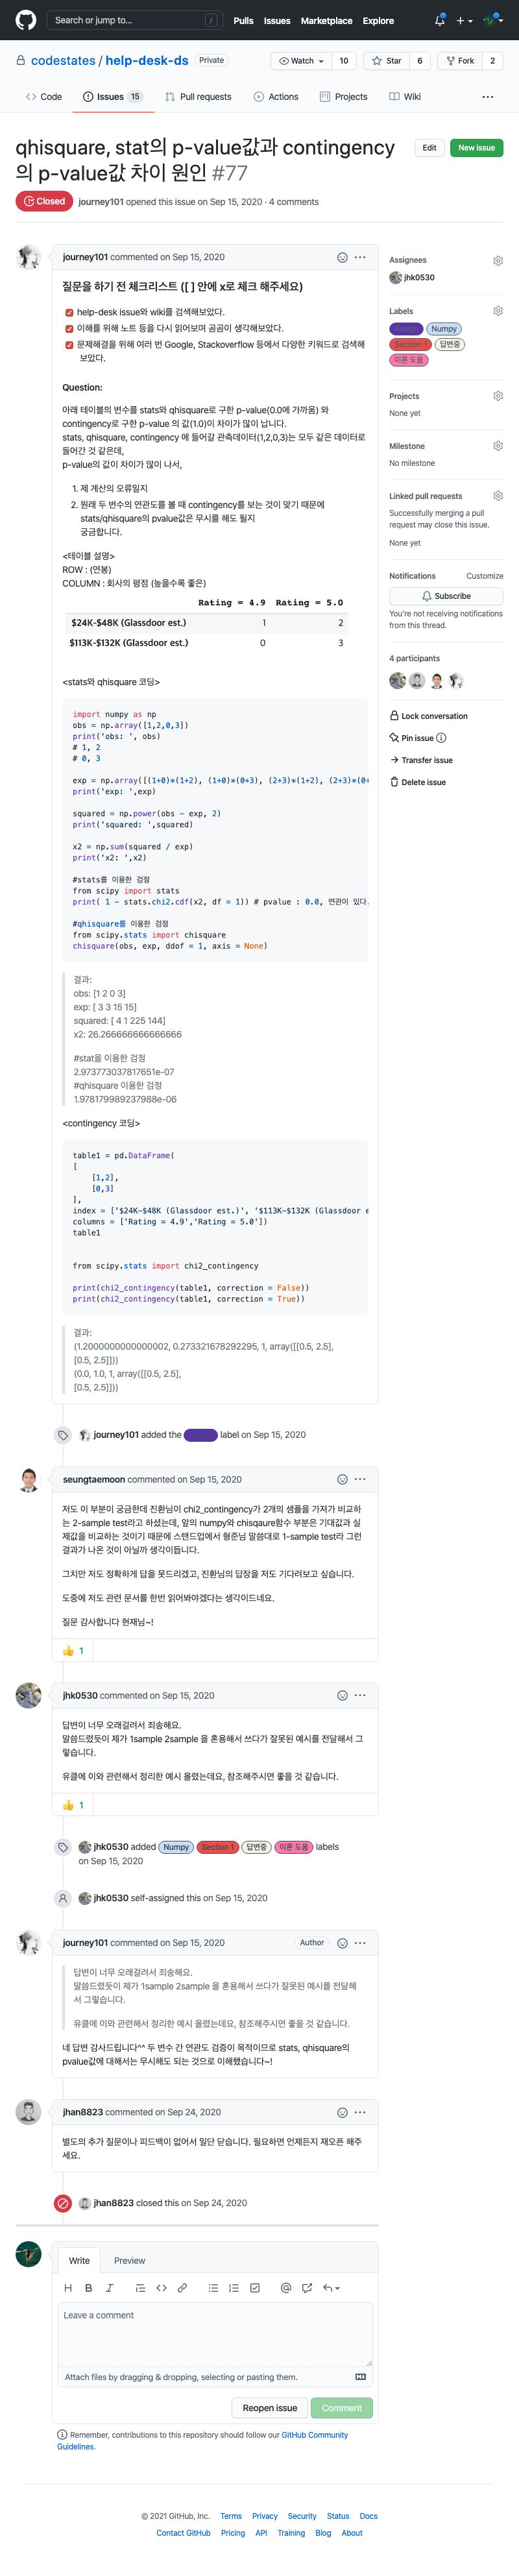 Search or jump to...
/
Pulls Issues Marketplace Explore
codestates / help-desk-ds Private
Watch 10 Star 6 Fork 2
Code Issues 15 Pull requests Actions Projects Wiki
qhisquare, stat의 p-value값과 contingency
의 p-value값 차이 원인 #77
Edit New issue
Closed journey101 opened this issue on Sep 15, 2020 · 4 comments
journey101 commented on Sep 15, 2020
질문을 하기 전 체크리스트 ([ ] 안에 x로 체크 해주세요)
help-desk issue와 wiki를 검색해보았다.
이해를 위해 노트 등을 다시 읽어보며 곰곰이 생각해보았다.
문제해결을 위해 여러 번 Google, Stackoverflow 등에서 다양한 키워드로 검색해
보았다.
Question:
아래 테이블의 변수를 stats와 qhisquare로 구한 p-value(0.0에 가까움) 와
contingency로 구한 p-value 의 값(1.0)이 차이가 많이 납니다.
stats, qhisquare, contingency 에 들어갈 관측데이터(1,2,0,3)는 모두 같은 데이터로
들어간 것 같은데,
p-value의 값이 차이가 많이 나서,
1. 제 계산의 오류일지
2. 원래 두 변수의 연관도를 볼 때 contingency를 보는 것이 맞기 때문에
stats/qhisquare의 pvalue값은 무시를 해도 될지
궁금합니다.
<테이블 설명>
ROW : (연봉)
COLUMN : 회사의 평점 (높을수록 좋은)
Rating = 4.9 Rating = 5.0
$24K-$48K (Glassdoor est.) 1 2
$113K-$132K (Glassdoor est.) 0 3
<stats와 qhisquare 코딩>
import numpy as np
obs = np.array([1,2,0,3])
print('obs: ', obs)
# 1, 2
# 0, 3
exp = np.array([(1+0)*(1+2), (1+0)*(0+3), (2+3)*(1+2), (2+3)*(0+
print('exp: ',exp)
squared = np.power(obs - exp, 2)
print('squared: ',squared)
x2 = np.sum(squared / exp)
print('x2: ',x2)
#stats를 이용한 검정
from scipy import stats
print( 1 - stats.chi2.cdf(x2, df = 1)) # pvalue : 0.0, 연관이 있다.
#qhisquare를 이용한 검정
from scipy.stats import chisquare
chisquare(obs, exp, ddof = 1, axis = None)
결과:
obs: [1 2 0 3]
exp: [ 3 3 15 15]
squared: [ 4 1 225 144]
x2: 26.266666666666666
#stat을 이용한 검정
2.973773037817651e-07
#qhisquare 이용한 검정
1.978179989237988e-06
<contingency 코딩>
table1 = pd.DataFrame(
[
[1,2],
[0,3]
],
index = ['$24K-$48K (Glassdoor est.)', '$113K-$132K (Glassdoor e
columns = ['Rating = 4.9','Rating = 5.0'])
table1
from scipy.stats import chi2_contingency
print(chi2_contingency(table1, correction = False))
print(chi2_contingency(table1, correction = True))
결과:
(1.2000000000000002, 0.273321678292295, 1, array([[0.5, 2.5],
[0.5, 2.5]]))
(0.0, 1.0, 1, array([[0.5, 2.5],
[0.5, 2.5]]))
journey101 added the label on Sep 15, 2020
seungtaemoon commented on Sep 15, 2020
저도 이 부분이 궁금한데 진환님이 chi2_contingency가 2개의 샘플을 가져가 비교하
는 2-sample test라고 하셨는데, 앞의 numpy와 chisqaure함수 부분은 기대값과 실
제값을 비교하는 것이기 때문에 스탠드업에서 형준님 말씀대로 1-sample test라 그런
결과가 나온 것이 아닐까 생각이듭니다.
그치만 저도 정확하게 답을 못드리겠고, 진환님의 답장을 저도 기다려보고 싶습니다.
도중에 저도 관련 문서를 한번 읽어봐야겠다는 생각이드네요.
질문 감사합니다 현재님~!
1
jhk0530 commented on Sep 15, 2020
답변이 너무 오래걸려서 죄송해요.
말씀드렸듯이 제가 1sample 2sample 을 혼용해서 쓰다가 잘못된 예시를 전달해서 그
렇습니다.
유클에 이와 관련해서 정리한 예시 올렸는데요, 참조해주시면 좋을 것 같습니다.
1
jhk0530 added Numpy Section 1 답변중 이론 도움 labels
on Sep 15, 2020
jhk0530 self-assigned this on Sep 15, 2020
journey101 commented on Sep 15, 2020 Author
답변이 너무 오래걸려서 죄송해요.
말씀드렸듯이 제가 1sample 2sample 을 혼용해서 쓰다가 잘못된 예시를 전달해
서 그렇습니다.
유클에 이와 관련해서 정리한 예시 올렸는데요, 참조해주시면 좋을 것 같습니다.
네 답변 감사드립니다^^ 두 변수 간 연관도 검증이 목적이므로 stats, qhisquare의
pvalue값에 대해서는 무시해도 되는 것으로 이해했습니다~!
jhan8823 commented on Sep 24, 2020
별도의 추가 질문이나 피드백이 없어서 일단 닫습니다. 필요하면 언제든지 재오픈 해주
세요.
jhan8823 closed this on Sep 24, 2020
Write Preview
Leave a comment
Attach files by dragging & dropping, selecting or pasting them.
Reopen issue Comment
Remember, contributions to this repository should follow our GitHub Community
Guidelines.
Assignees
jhk0530
Labels
Numpy
Section 1 답변중
이론 도움
Projects
None yet
Milestone
No milestone
Linked pull requests
Successfully merging a pull
request may close this issue.
None yet
Notifications Customize
Subscribe
You're not receiving notifications
from this thread.
4 participants
Lock conversation
Pin issue
Transfer issue
Delete issue
© 2021 GitHub, Inc. Terms Privacy Security Status Docs
Contact GitHub Pricing API Training Blog About